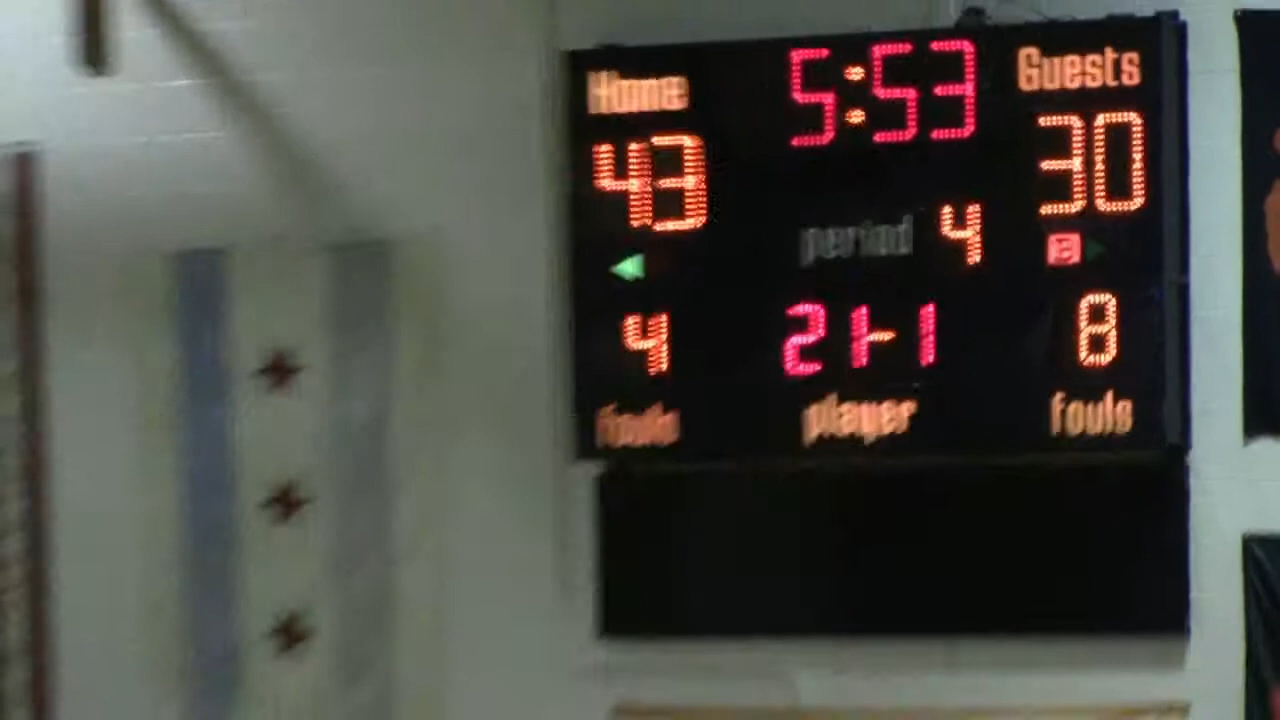 Home 5:53 Guests
43 30
period 4
B
4 21-1 8
fouls player fouls